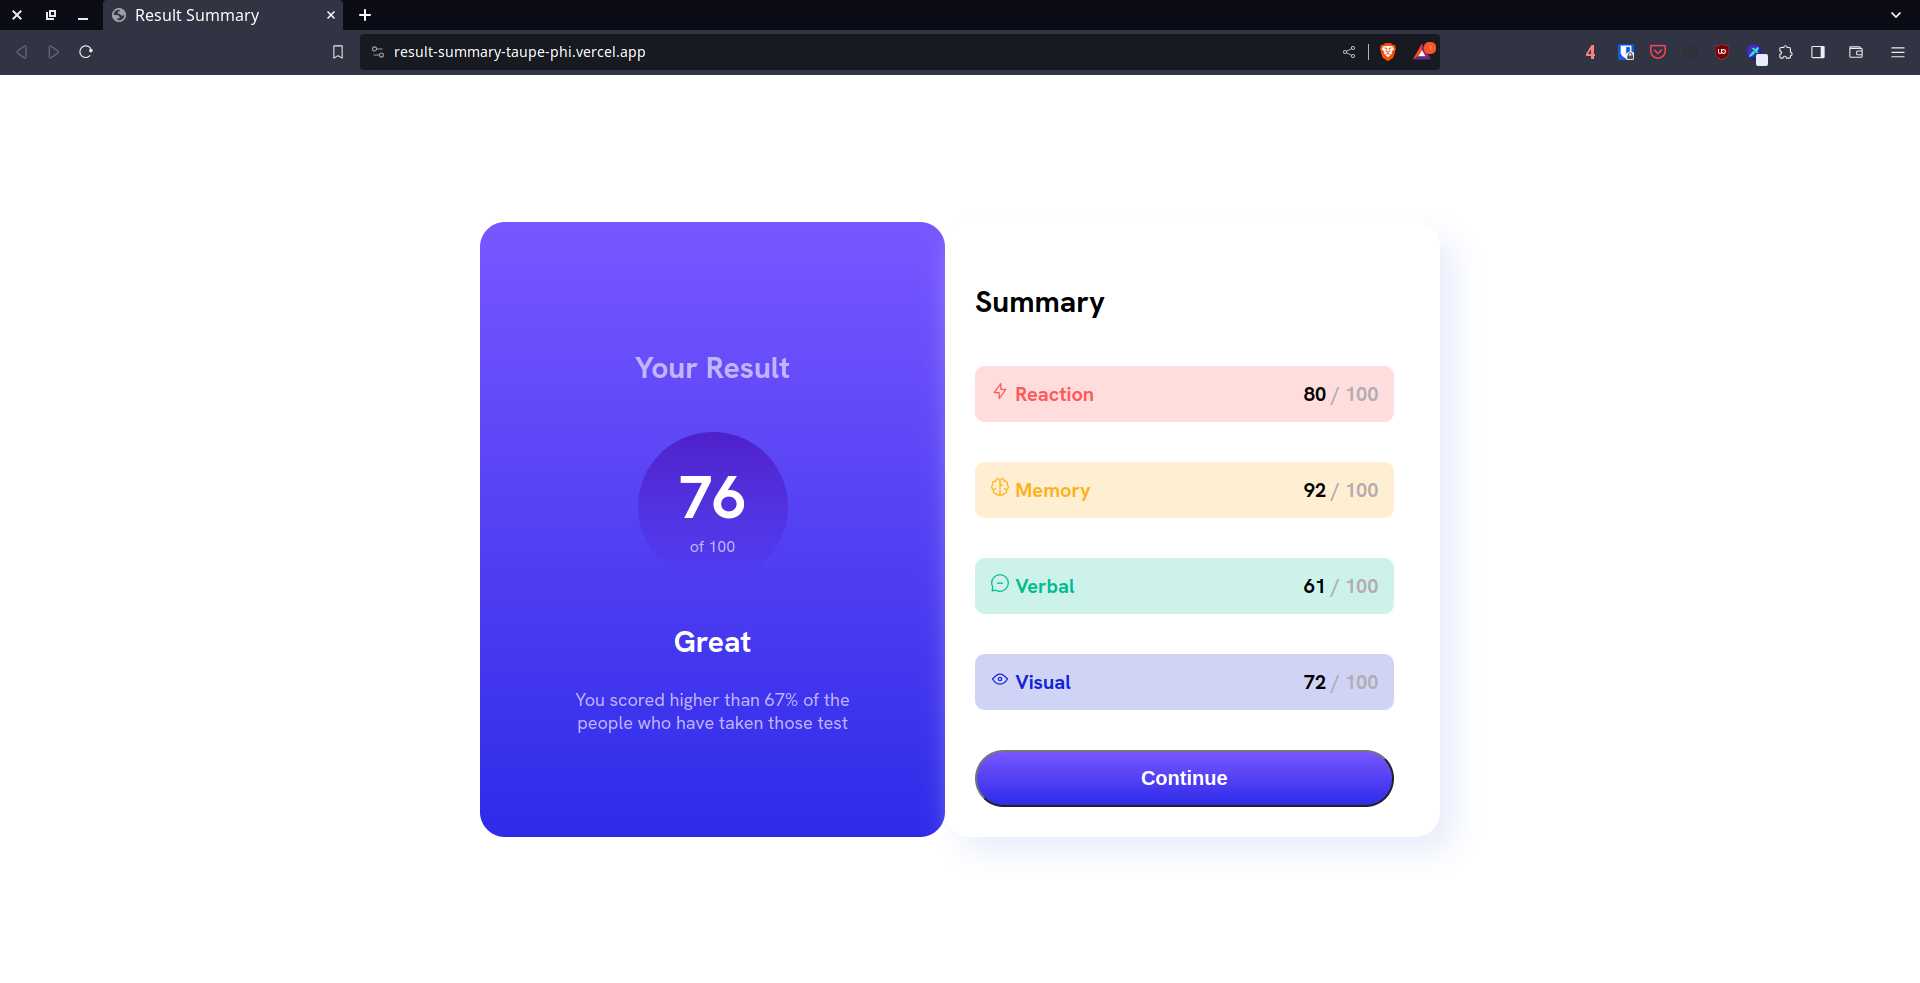 Result Summary
result-summary-taupe-phi.vercel.app
4
Your Result
76
of 100
Great
You scored higher than 67% of the
people who have taken those test
Summary
Reaction 80 / 100
Memory 92 / 100
Verbal 61 / 100
Visual 72 / 100
Continue